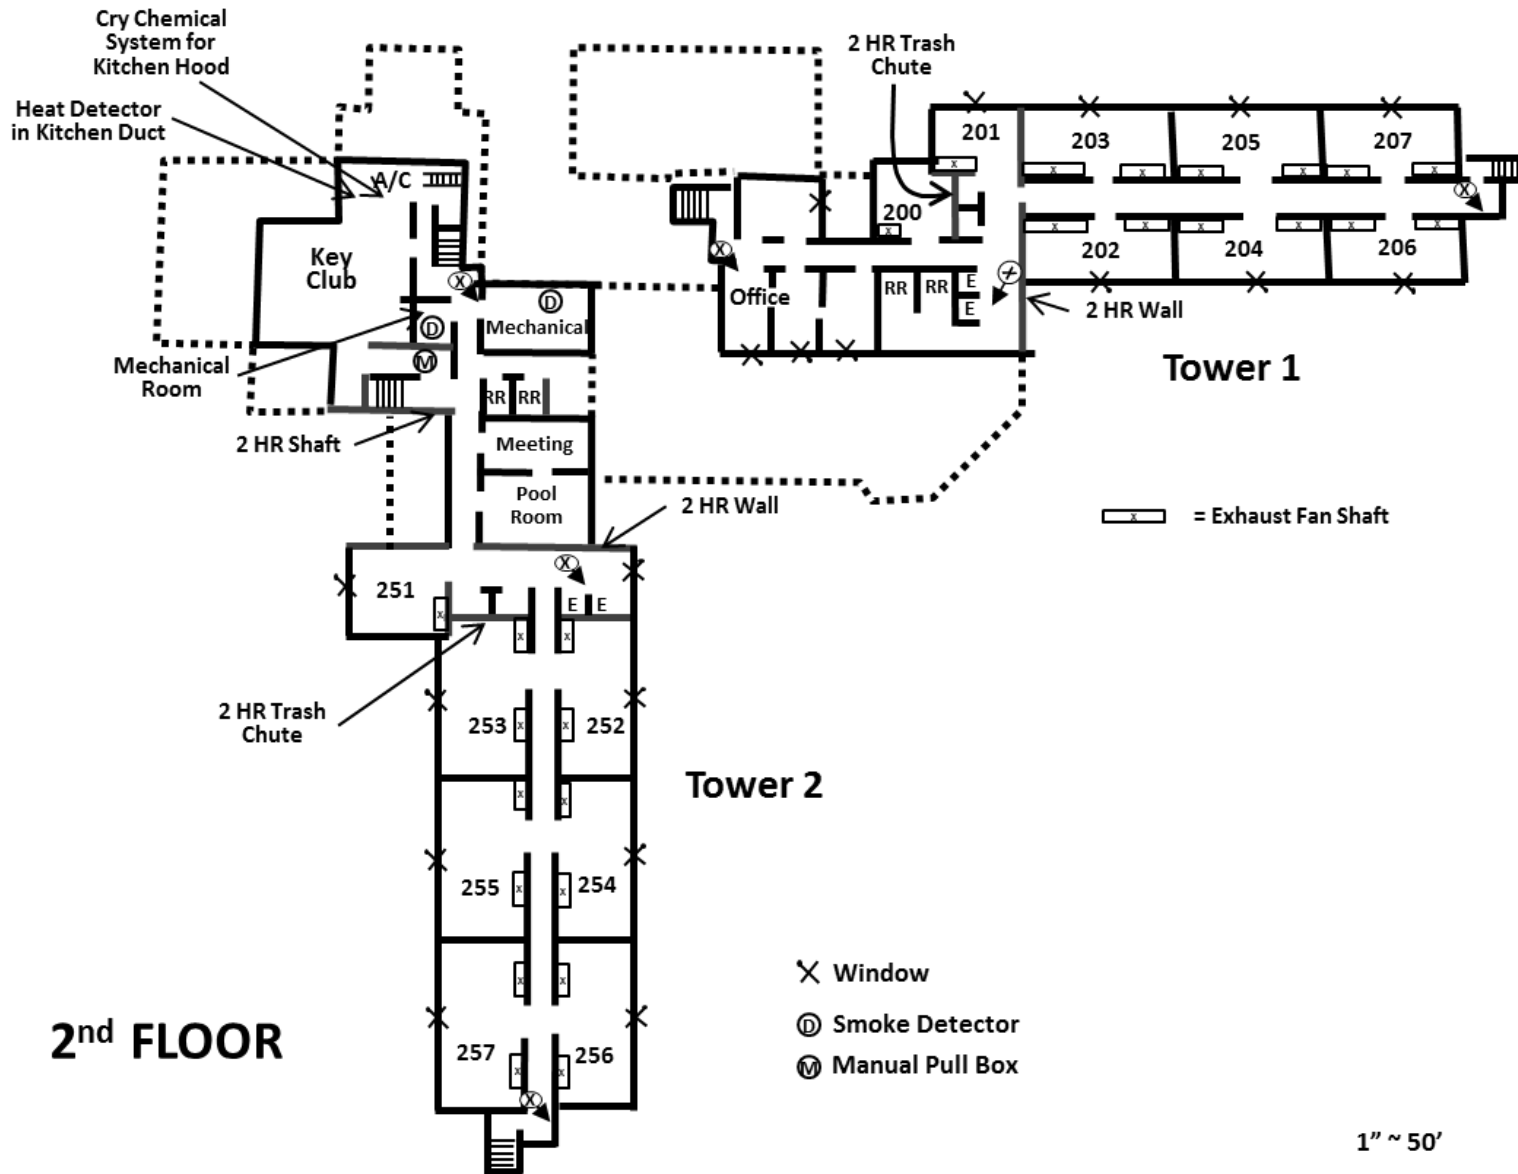 Cry Chemical
System for
Kitchen Hood
Heat Detector
in Kitchen Duct
2 HR Trash
Chute
A/C
Key
Club
D
Mechanical
X
D
M
Mechanical
Room
RR
RR
2 HR Shaft
Meeting
Pool
Room
2 HR Wall
201
203
205
207
x
x
x
x
x
x
x
X
200
x
x
x
x
x
x
x
202
204
206
X
Office
RR
RR
E
E
X
2 HR Wall
Tower 1
x
= Exhaust Fan Shaft
251
X
x
E
E
x
x
2 HR Trash
Chute
253
x
x
252
Tower 2
x
x
255
x
x
254
x
x
257
x
x
256
X
2nd FLOOR
Window
D
Smoke Detector
M
Manual Pull Box
1” ~ 50’